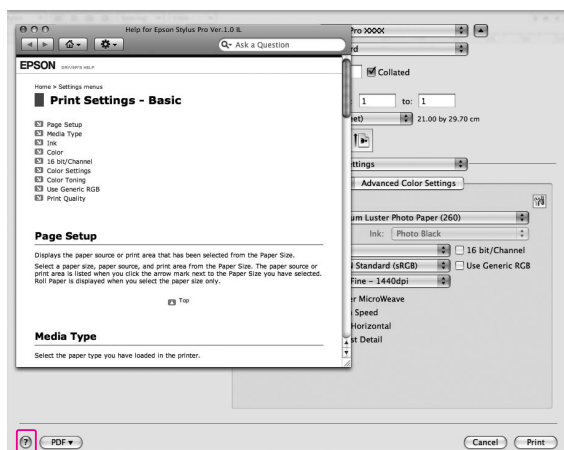 Help for Epson Stylus Pro Ver.1.0 IL
Ask a Question
EPSON DRIVER'S HELP
Home > Settings menus
Print Settings - Basic
Page Setup
Media Type
Ink
Color
16 bit/Channel
Color Settings
Color Toning
Use Generic RGB
Print Quality
Page Setup
Displays the paper source or print area that has been selected from the Paper Size.
Select a paper size, paper source, and print area from the Paper Size. The paper source or
print area is listed when you click the arrow mark next to the Paper Size you have selected.
Roll Paper is displayed when you select the paper size only.
Top
Media Type
Select the paper type you have loaded in the printer.
Pro XXXX
rd
Collated
1 to: 1
eet) 21.00 by 29.70 cm
ettings
Advanced Color Settings
um Luster Photo Paper (260)
Ink: Photo Black
16 bit/Channel
Standard (sRGB) Use Generic RGB
Fine - 1440dpi
er MicroWeave
Speed
Horizontal
st Detail
? PDF ▼ Cancel Print